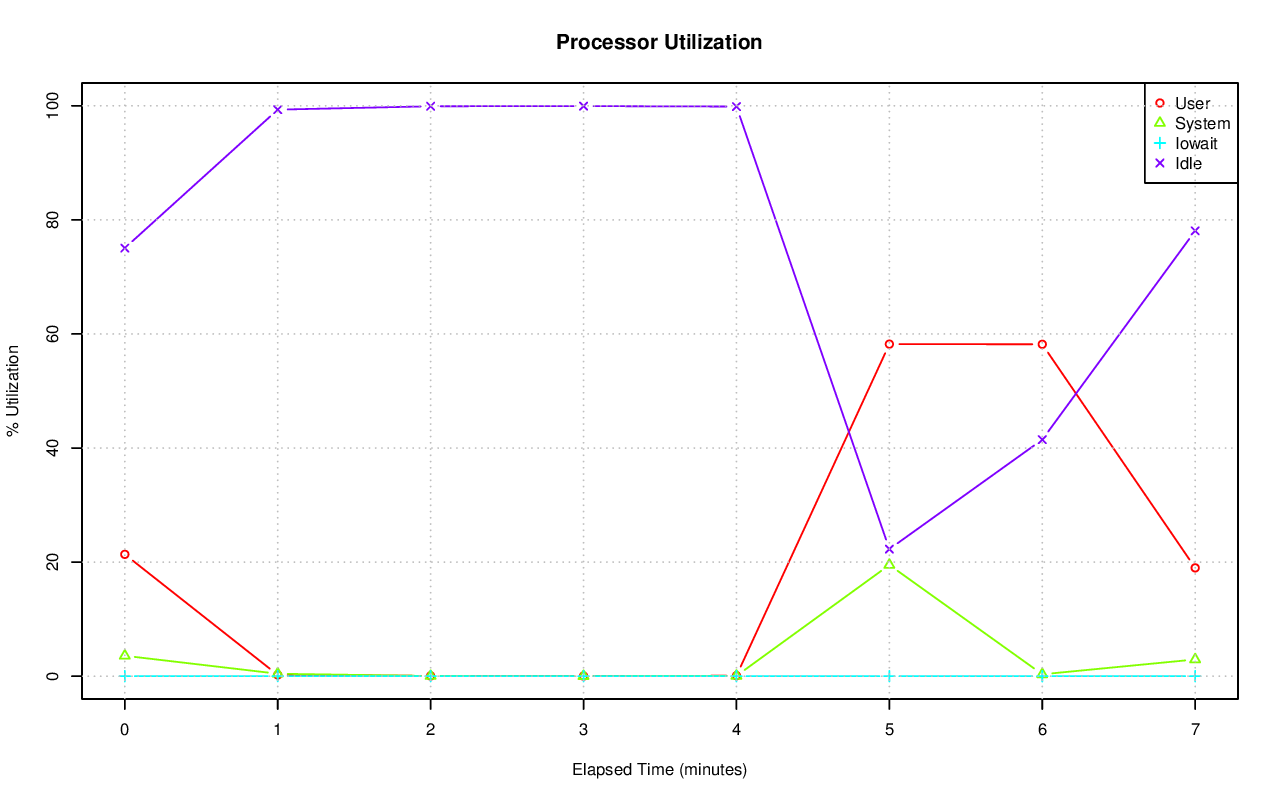 Processor Utilization
% Utilization
100
80
60
40
20
0
User
System
Iowait
Idle
0 1 2 3 4 5 6 7
Elapsed Time (minutes)